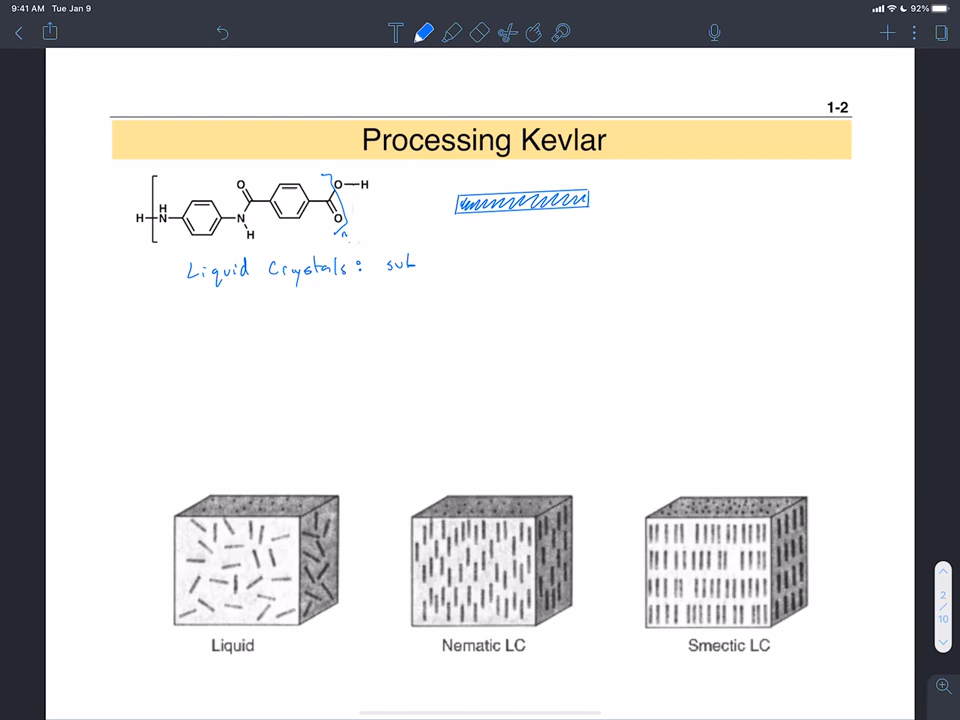 9:41 AM Tue Jan 9
92%
1-2
Processing Kevlar
O
O—H
H
N
H
N
H
O
n
Liquid Crystals: sub
2
/
10
Liquid
Nematic LC
Smectic LC